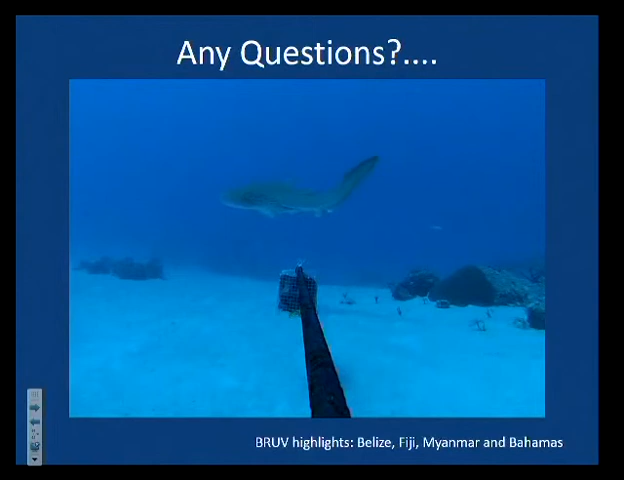 Any Questions?....
BRUV highlights: Belize, Fiji, Myanmar and Bahamas